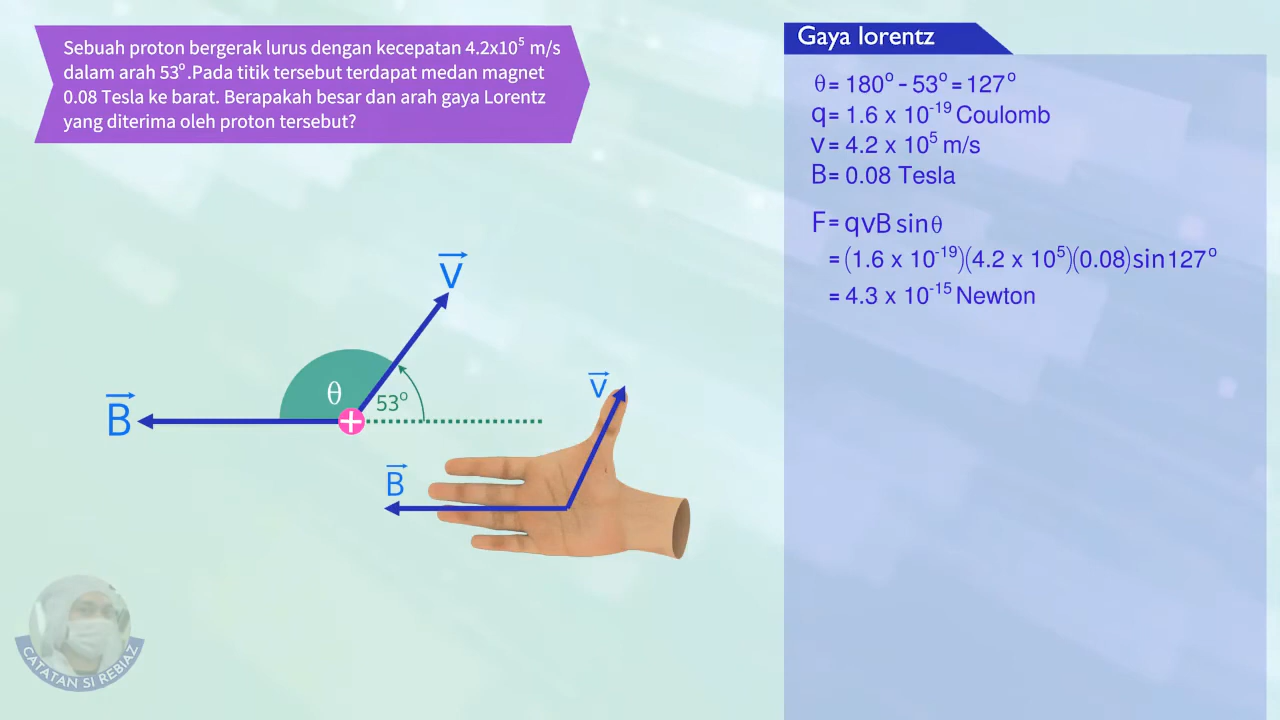 Sebuah proton bergerak lurus dengan kecepatan 4.2x10⁵ m/s
dalam arah 53°.Pada titik tersebut terdapat medan magnet
0.08 Tesla ke barat. Berapakah besar dan arah gaya Lorentz
yang diterima oleh proton tersebut?
Gaya lorentz
θ= 180° - 53° = 127°
q= 1.6 x 10⁻¹⁹ Coulomb
v= 4.2 x 10⁵ m/s
B= 0.08 Tesla
F= qvB sinθ
= (1.6 x 10⁻¹⁹)(4.2 x 10⁵)(0.08)sin127°
= 4.3 x 10⁻¹⁵ Newton
V
θ
53°
B
+
V
B
CATATAN SI REBIAZ